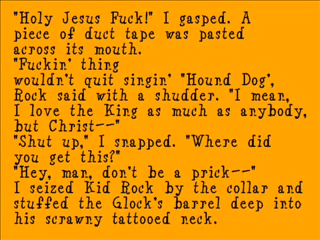 "Holy Jesus Fuck!" I gasped. A
piece of duct tape was pasted
across its mouth.
"Fuckin' thing
wouldn't quit singin' "Hound Dog',
Rock said with a shudder. "I mean,
I love the King as much as anybody,
but Christ--"
"Shut up," I snapped. "Where did
you get this?"
"Hey, man, don't be a prick--"
I seized Kid Rock by the collar and
stuffed the Glock's barrel deep into
his scrawny tattooed neck.